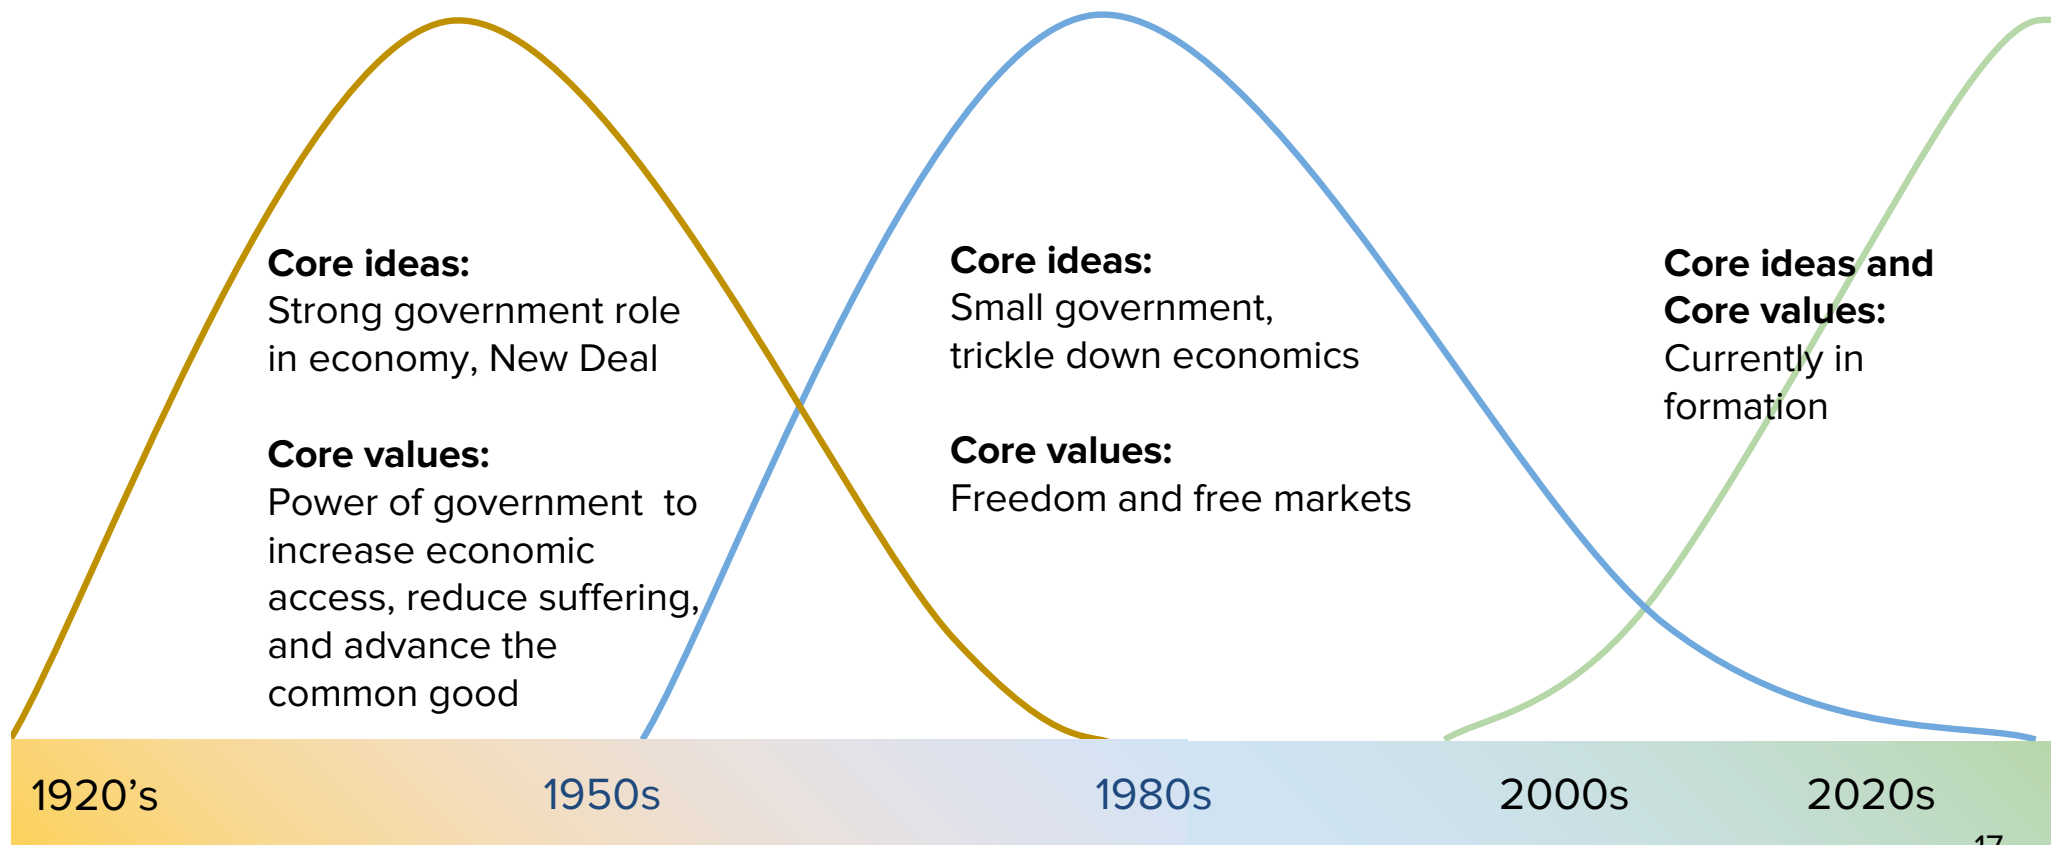 Core ideas:
Strong government role
in economy, New Deal
Core values:
Power of government  to
increase economic
access, reduce suffering,
and advance the
common good
Core ideas:
Small government,
trickle down economics
Core values:
Freedom and free markets
Core ideas and
Core values:
Currently in
formation
1920’s
1950s
1980s
2000s
2020s
17